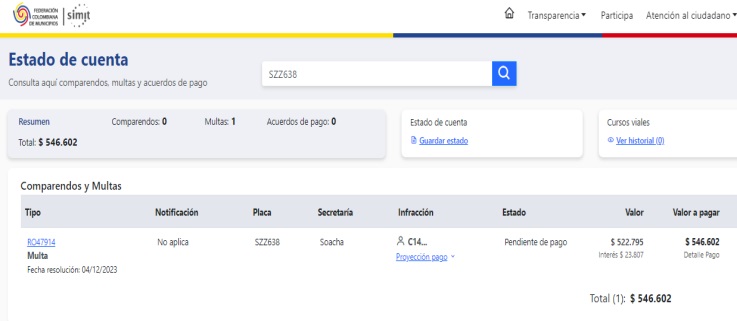 FEDERACIÓN
COLOMBIANA
DE MUNICIPIOS
simit
Transparencia
Participa
Atención al ciudadano
Estado de cuenta
Consulta aquí comparendos, multas y acuerdos de pago
SZZ638
Resumen
Comparendos: 0
Multas: 1
Acuerdos de pago: 0
Total: $ 546.602
Estado de cuenta
Guardar estado
Cursos viales
Ver historial (0)
Comparendos y Multas
Tipo Notificación Placa Secretaría Infracción Estado Valor Valor a pagar
RO47914 No aplica SZZ638 Soacha C14... Pendiente de pago $ 522.795 $ 546.602
Multa Proyección pago Interés $ 23.807 Detalle Pago
Fecha resolución: 04/12/2023
Total (1): $ 546.602